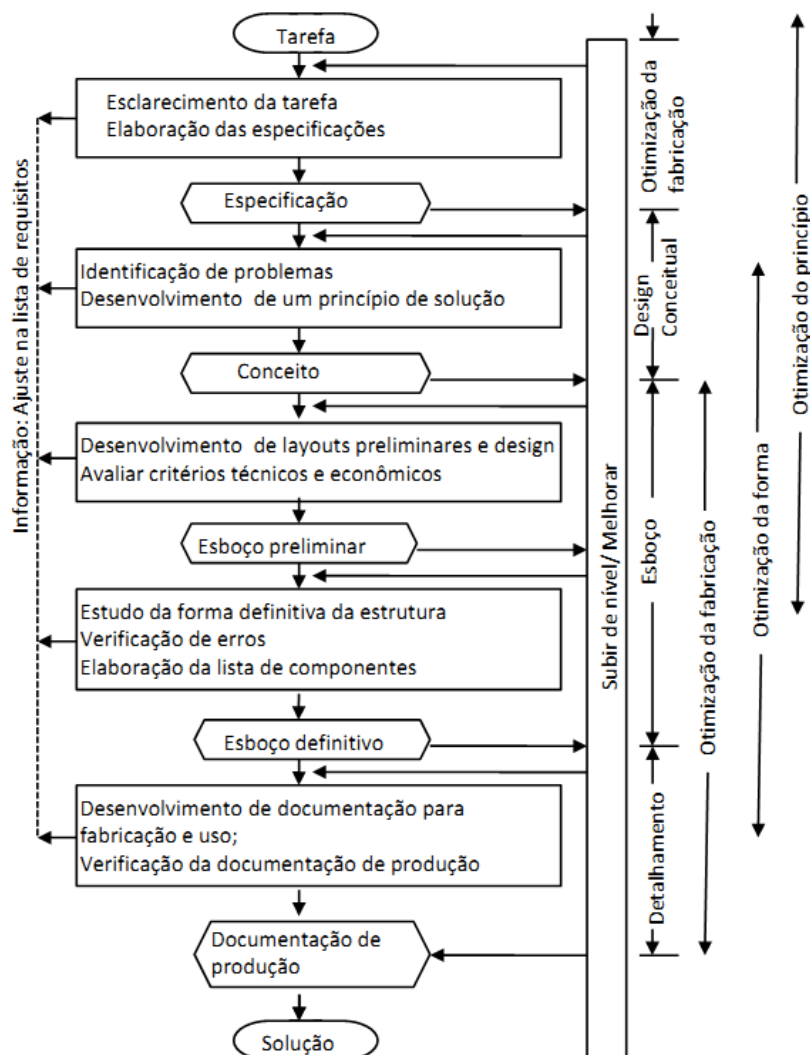 Tarefa
Esclarecimento da tarefa
Elaboração das especificações
Especificação
Identificação de problemas
Desenvolvimento de um princípio de solução
Conceito
Desenvolvimento de layouts preliminares e design
Avaliar critérios técnicos e econômicos
Esboço preliminar
Estudo da forma definitiva da estrutura
Verificação de erros
Elaboração da lista de componentes
Esboço definitivo
Desenvolvimento de documentação para
fabricação e uso;
Verificação da documentação de produção
Documentação de
produção
Solução
Informação: Ajuste na lista de requisitos
Subir de nível/ Melhorar
Otimização da
fabricação
Design
Conceitual
Esboço
Detalhamento
Otimização da fabricação
Otimização da forma
Otimização do princípio